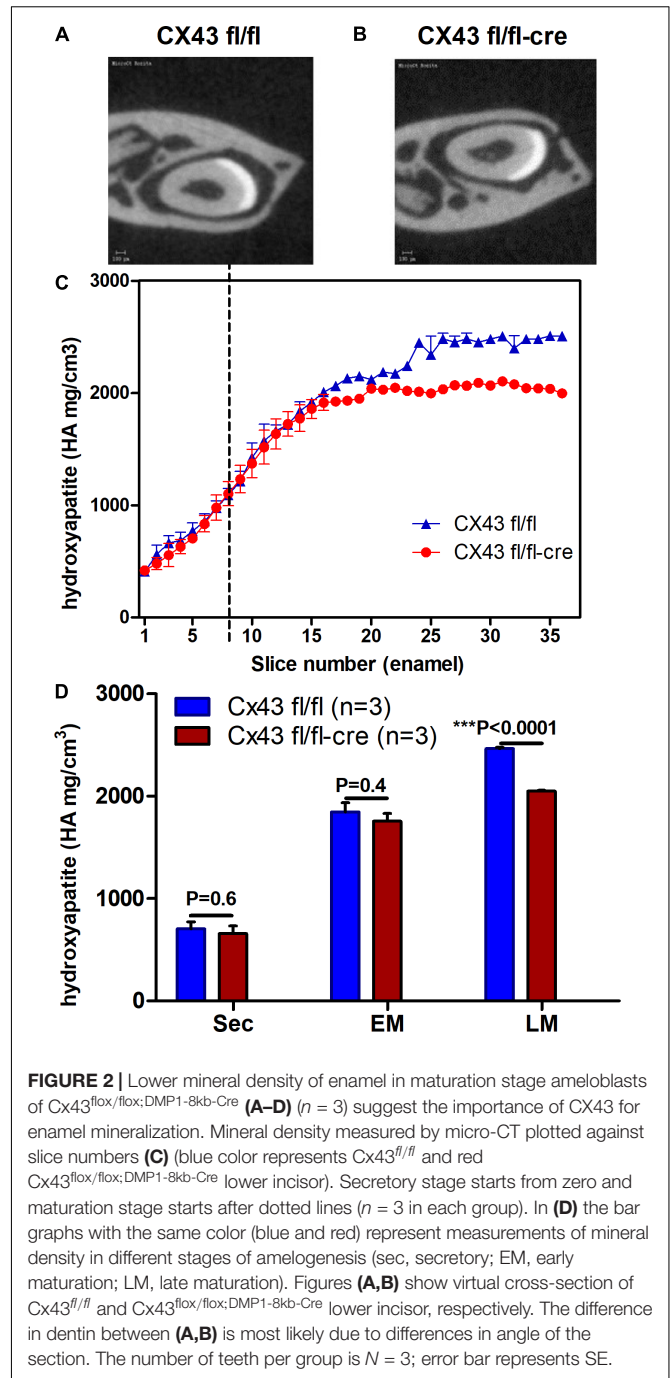 A CX43 fl/fl B CX43 fl/fl-cre
MicroCT Bonita MicroCT Bonita
100 µm 100 µm
C
hydroxyapatite (HA mg/cm3)
3000
2000
1000
0
CX43 fl/fl
CX43 fl/fl-cre
1 5 10 15 20 25 30 35
Slice number (enamel)
D
hydroxyapatite (HA mg/cm³)
3000
2000
1000
0
Cx43 fl/fl (n=3)
Cx43 fl/fl-cre (n=3)
***P<0.0001
P=0.4
P=0.6
Sec EM LM
FIGURE 2 | Lower mineral density of enamel in maturation stage ameloblasts
of Cx43flox/flox;DMP1-8kb-Cre (A–D) (n = 3) suggest the importance of CX43 for
enamel mineralization. Mineral density measured by micro-CT plotted against
slice numbers (C) (blue color represents Cx43fl/fl and red
Cx43flox/flox;DMP1-8kb-Cre lower incisor). Secretory stage starts from zero and
maturation stage starts after dotted lines (n = 3 in each group). In (D) the bar
graphs with the same color (blue and red) represent measurements of mineral
density in different stages of amelogenesis (sec, secretory; EM, early
maturation; LM, late maturation). Figures (A,B) show virtual cross-section of
Cx43fl/fl and Cx43flox/flox;DMP1-8kb-Cre lower incisor, respectively. The difference
in dentin between (A,B) is most likely due to differences in angle of the
section. The number of teeth per group is N = 3; error bar represents SE.